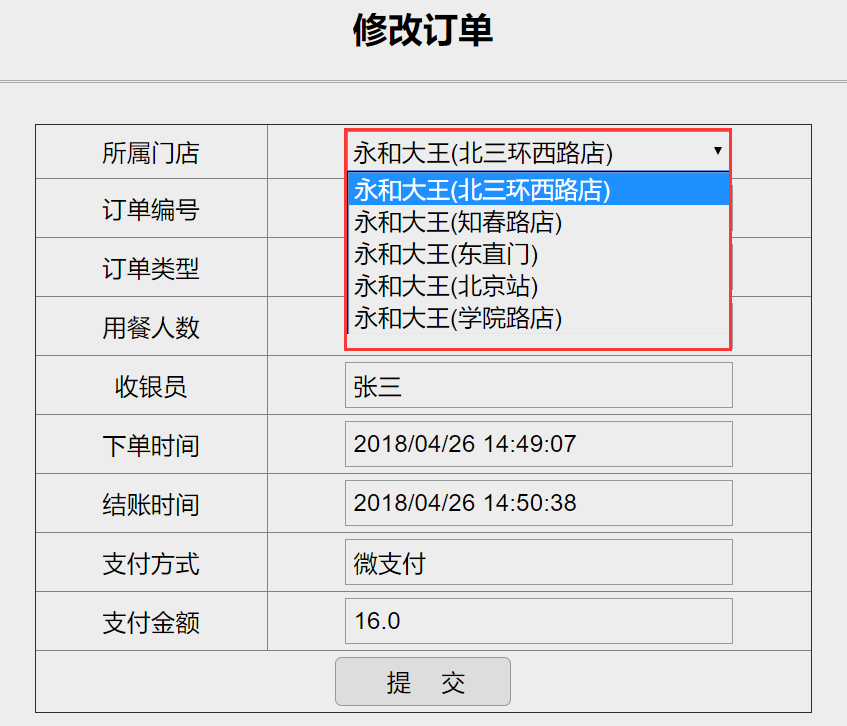 修改订单
所属门店
永和大王(北三环西路店)
永和大王(北三环西路店)
订单编号
永和大王(知春路店)
永和大王(东直门)
订单类型
永和大王(北京站)
永和大王(学院路店)
用餐人数
收银员 张三
下单时间 2018/04/26 14:49:07
结账时间 2018/04/26 14:50:38
支付方式 微支付
支付金额 16.0
提 交